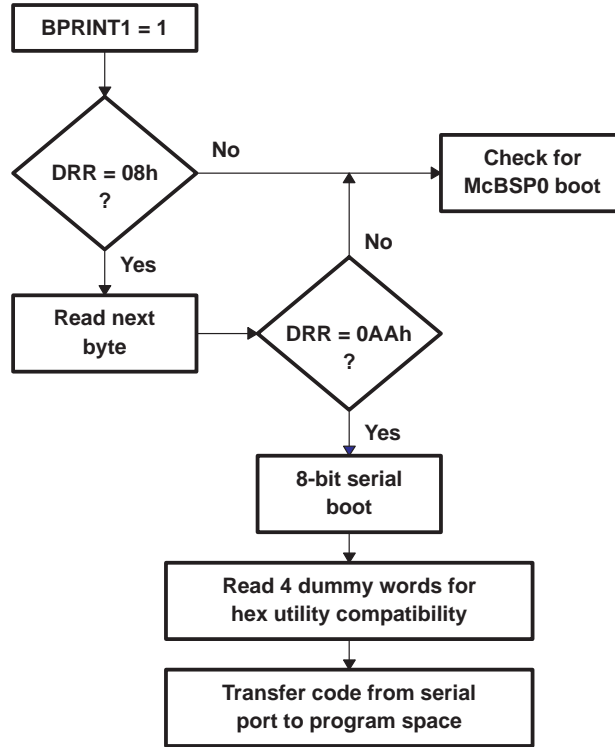 BPRINT1 = 1
DRR = 08h
?
No
Check for
McBSP0 boot
Yes
No
Read next
byte
DRR = 0AAh
?
Yes
8-bit serial
boot
Read 4 dummy words for
hex utility compatibility
Transfer code from serial
port to program space